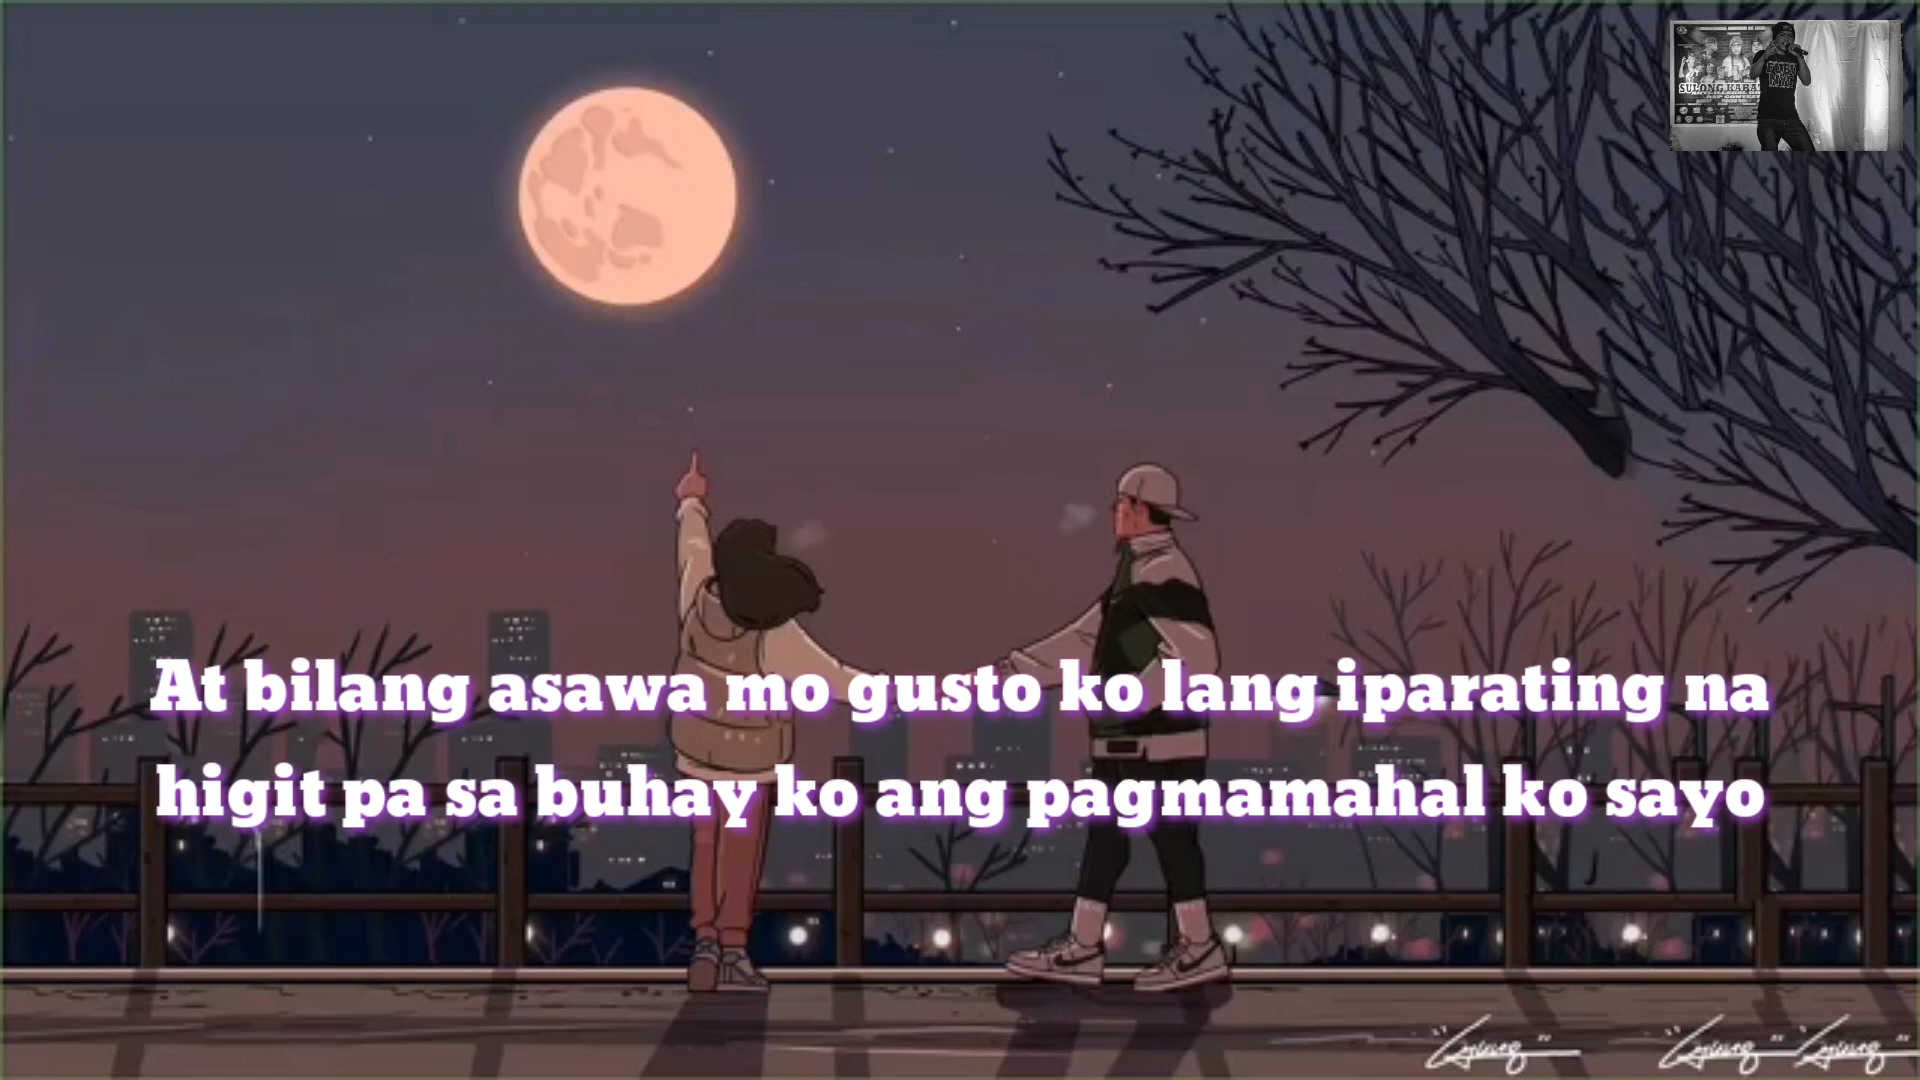 SULONG KABA
At bilang asawa mo gusto ko lang iparating na
higit pa sa buhay ko ang pagmamahal ko sayo